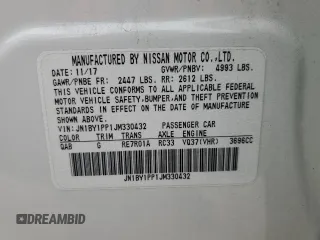 MANUFACTURED BY NISSAN MOTOR CO.,LTD.
DATE: 11/17 GVWR/PNBV: 4993 LBS.
GAWR/PNBE FR: 2447 LBS. RR: 2612 LBS.
THIS VEHICLE CONFORMS TO ALL APPLICABLE FEDERAL
MOTOR VEHICLE SAFETY, BUMPER, AND THEFT PREVENTION
STANDARDS IN EFFECT ON THE DATE OF MANUFACTURE
SHOWN ABOVE.
VIN: JN1BY1PP1JM330432 PASSENGER CAR
COLOR TRIM TRANS AXLE ENGINE
QAB G RE7R01A RC33 VQ37(VHR) 3696CC
JN1BY1PP1JM330432
DREAMBID